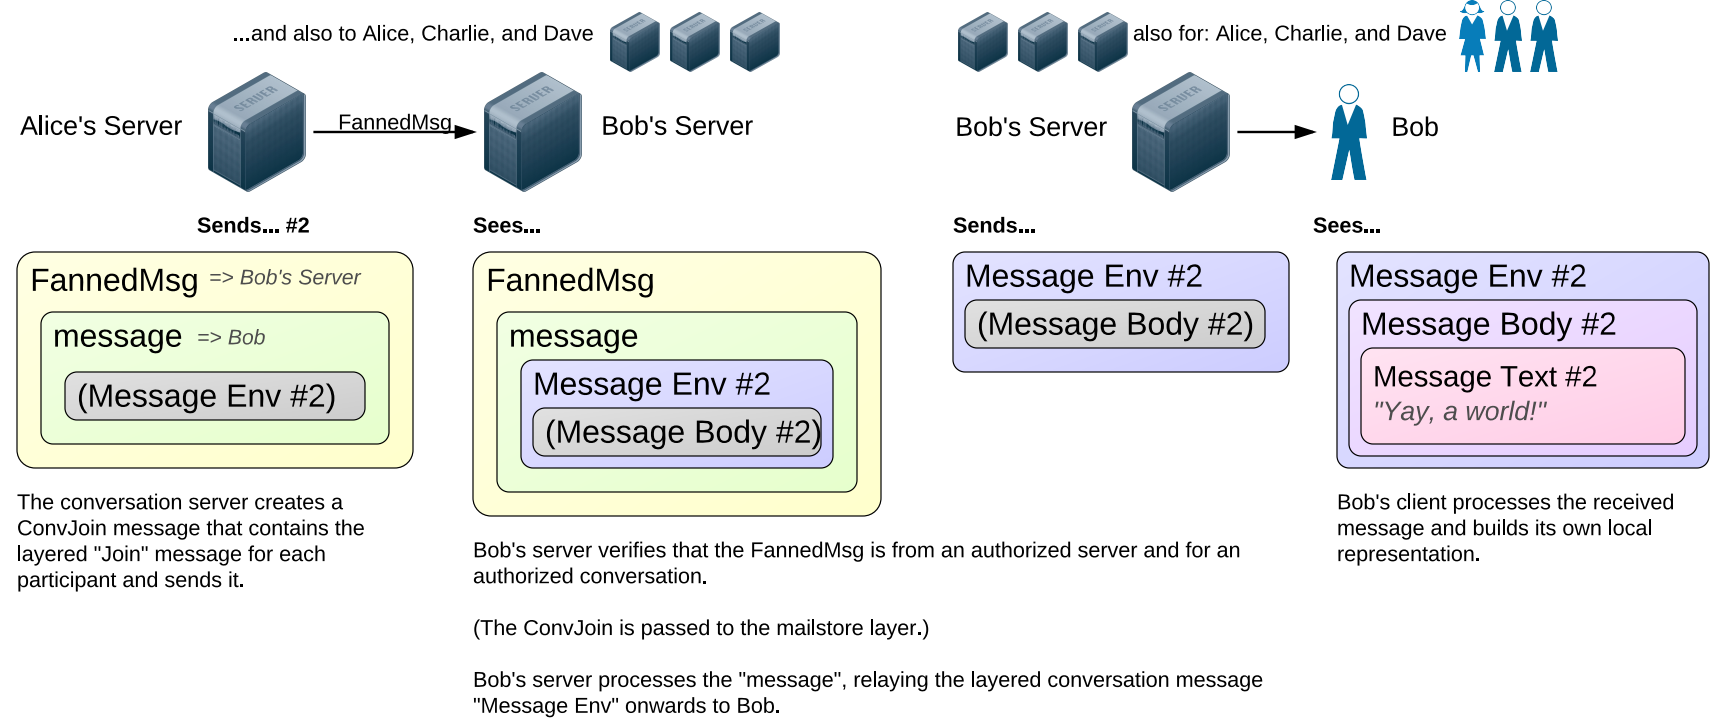 ...and also to Alice, Charlie, and Dave
SERVER
SERVER
Alice's Server
FannedMsg
Bob's Server
Sends... #2
Sees...
FannedMsg => Bob's Server
message => Bob
(Message Env #2)
FannedMsg
message
Message Env #2
(Message Body #2)
The conversation server creates a
ConvJoin message that contains the
layered "Join" message for each
participant and sends it.
Bob's server verifies that the FannedMsg is from an authorized server and for an
authorized conversation.
(The ConvJoin is passed to the mailstore layer.)
Bob's server processes the "message", relaying the layered conversation message
"Message Env" onwards to Bob.
also for: Alice, Charlie, and Dave
SERVER
Bob's Server
Bob
Sends...
Sees...
Message Env #2
(Message Body #2)
Message Env #2
Message Body #2
Message Text #2
"Yay, a world!"
Bob's client processes the received
message and builds its own local
representation.